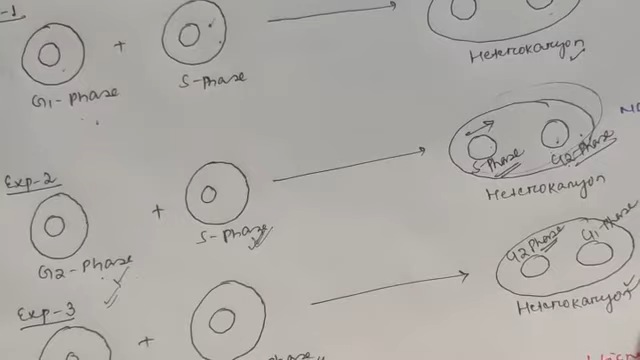 -1
+
G1-Phase
S-Phase
Heterokaryon
Exp-2
+
S-Phase
G2-Phase
G2-Phase
S-Phase
Heterokaryon
Exp-3
+
G2 Phase
G1-Phase
Heterokaryon